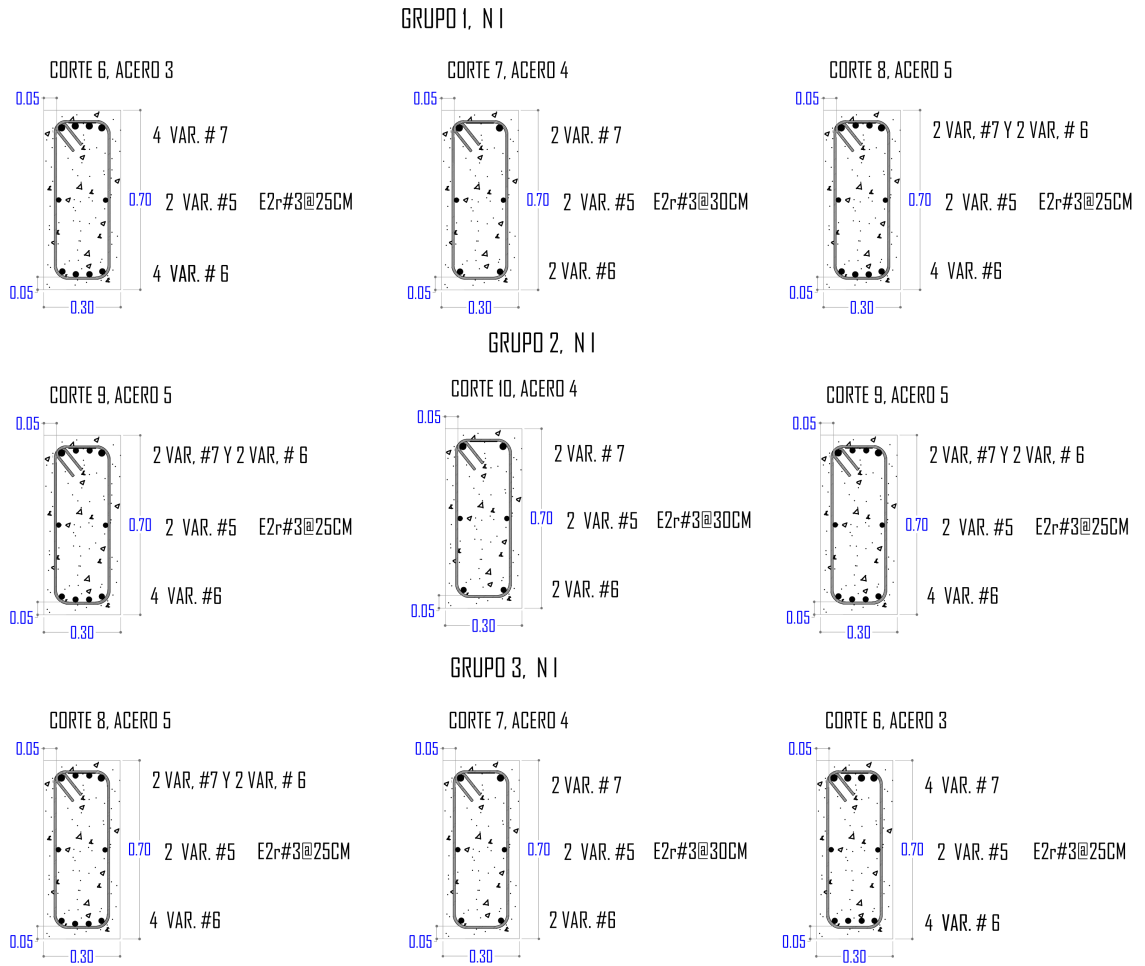 GRUPO 1, N I
CORTE 6, ACERO 3
0.05
4 VAR. # 7
0.70
2 VAR. #5 E2r#3@25CM
4 VAR. # 6
0.05
0.30
CORTE 7, ACERO 4
0.05
2 VAR. # 7
0.70
2 VAR. #5 E2r#3@30CM
2 VAR. #6
0.05
0.30
CORTE 8, ACERO 5
0.05
2 VAR, #7 Y 2 VAR, # 6
0.70
2 VAR. #5 E2r#3@25CM
4 VAR. #6
0.05
0.30
GRUPO 2, N I
CORTE 9, ACERO 5
0.05
2 VAR, #7 Y 2 VAR, # 6
0.70
2 VAR. #5 E2r#3@25CM
4 VAR. #6
0.05
0.30
CORTE 10, ACERO 4
0.05
2 VAR. # 7
0.70
2 VAR. #5 E2r#3@30CM
2 VAR. #6
0.05
0.30
CORTE 9, ACERO 5
0.05
2 VAR, #7 Y 2 VAR, # 6
0.70
2 VAR. #5 E2r#3@25CM
4 VAR. #6
0.05
0.30
GRUPO 3, N I
CORTE 8, ACERO 5
0.05
2 VAR, #7 Y 2 VAR, # 6
0.70
2 VAR. #5 E2r#3@25CM
4 VAR. #6
0.05
0.30
CORTE 7, ACERO 4
0.05
2 VAR. # 7
0.70
2 VAR. #5 E2r#3@30CM
2 VAR. #6
0.05
0.30
CORTE 6, ACERO 3
0.05
4 VAR. # 7
0.70
2 VAR. #5 E2r#3@25CM
4 VAR. # 6
0.05
0.30